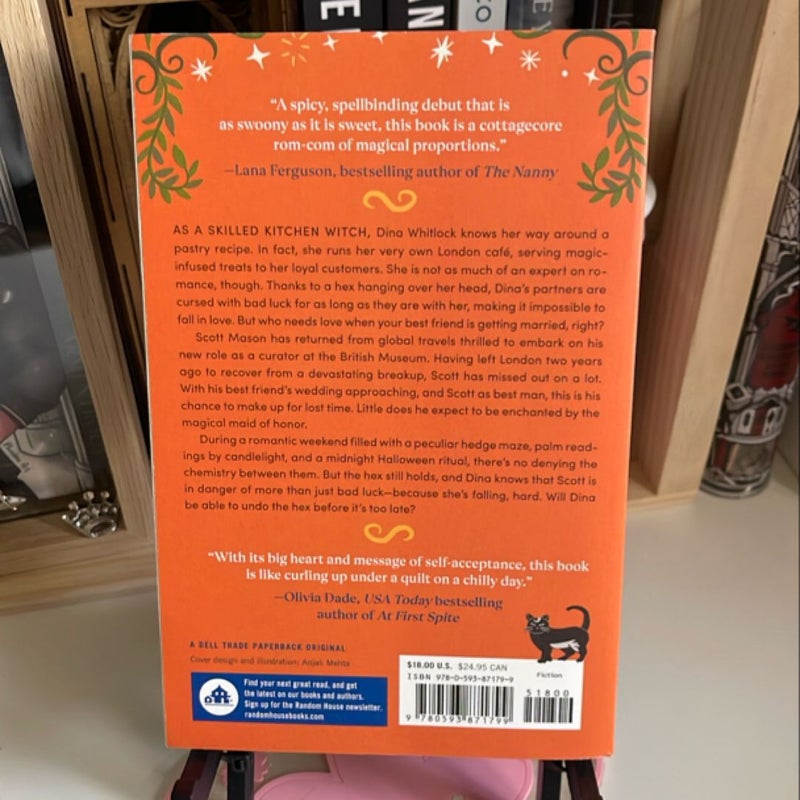 “A spicy, spellbinding debut that is
as swoony as it is sweet, this book is a cottagecore
rom-com of magical proportions.”
—Lana Ferguson, bestselling author of The Nanny
AS A SKILLED KITCHEN WITCH, Dina Whitlock knows her way around a
pastry recipe. In fact, she runs her very own London café, serving magic-
infused treats to her loyal customers. She is not as much of an expert on ro-
mance, though. Thanks to a hex hanging over her head, Dina’s partners are
cursed with bad luck for as long as they are with her, making it impossible to
fall in love. But who needs love when your best friend is getting married, right?
Scott Mason has returned from global travels thrilled to embark on his
new role as a curator at the British Museum. Having left London two years
ago to recover from a devastating breakup, Scott has missed out on a lot.
With his best friend’s wedding approaching, and Scott as best man, this is his
chance to make up for lost time. Little does he expect to be enchanted by the
magical maid of honor.
During a romantic weekend filled with a peculiar hedge maze, palm read-
ings by candlelight, and a midnight Halloween ritual, there’s no denying the
chemistry between them. But the hex still holds, and Dina knows that Scott is
in danger of more than just bad luck—because she’s falling, hard. Will Dina
be able to undo the hex before it’s too late?
“With its big heart and message of self-acceptance, this book
is like curling up under a quilt on a chilly day.”
—Olivia Dade, USA Today bestselling
author of At First Spite
A DELL TRADE PAPERBACK ORIGINAL
Cover design and illustration: Anjali Mehta
Find your next great read, and get
the latest on our books and authors.
Sign up for the Random House newsletter.
randomhousebooks.com
$18.00 U.S. $24.95 CAN
ISBN 978-0-593-87179-9
Fiction
51800
9 780593 871799